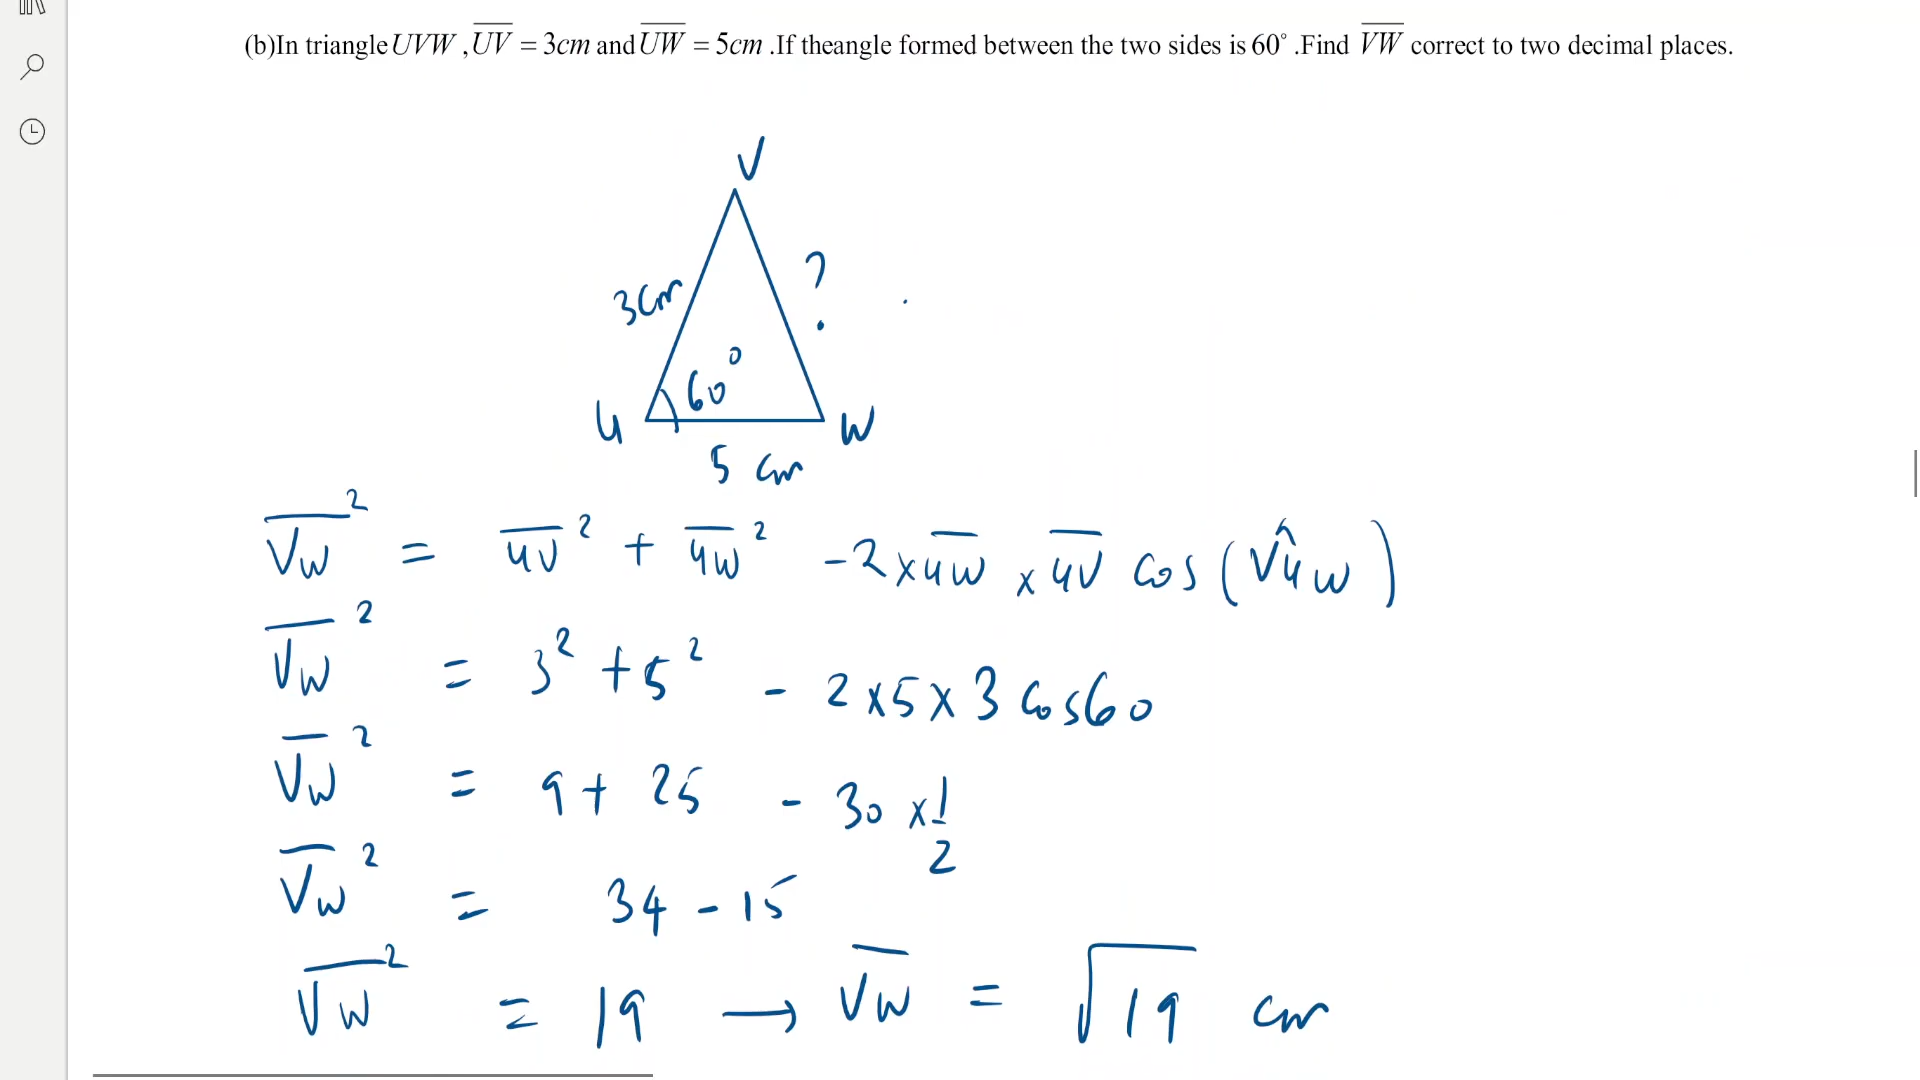 (b)In triangle UVW , UV = 3cm and UW = 5cm .If theangle formed between the two sides is 60° .Find VW correct to two decimal places.
V
3cm
?
60°
U
W
5 cm
VW² = UV² + UW² - 2 × UW × UV cos (VÛW)
VW² = 3² + 5² - 2 × 5 × 3 cos60
VW² = 9 + 25 - 30 × 1/2
VW² = 34 - 15
VW² = 19 → VW = √19 cm